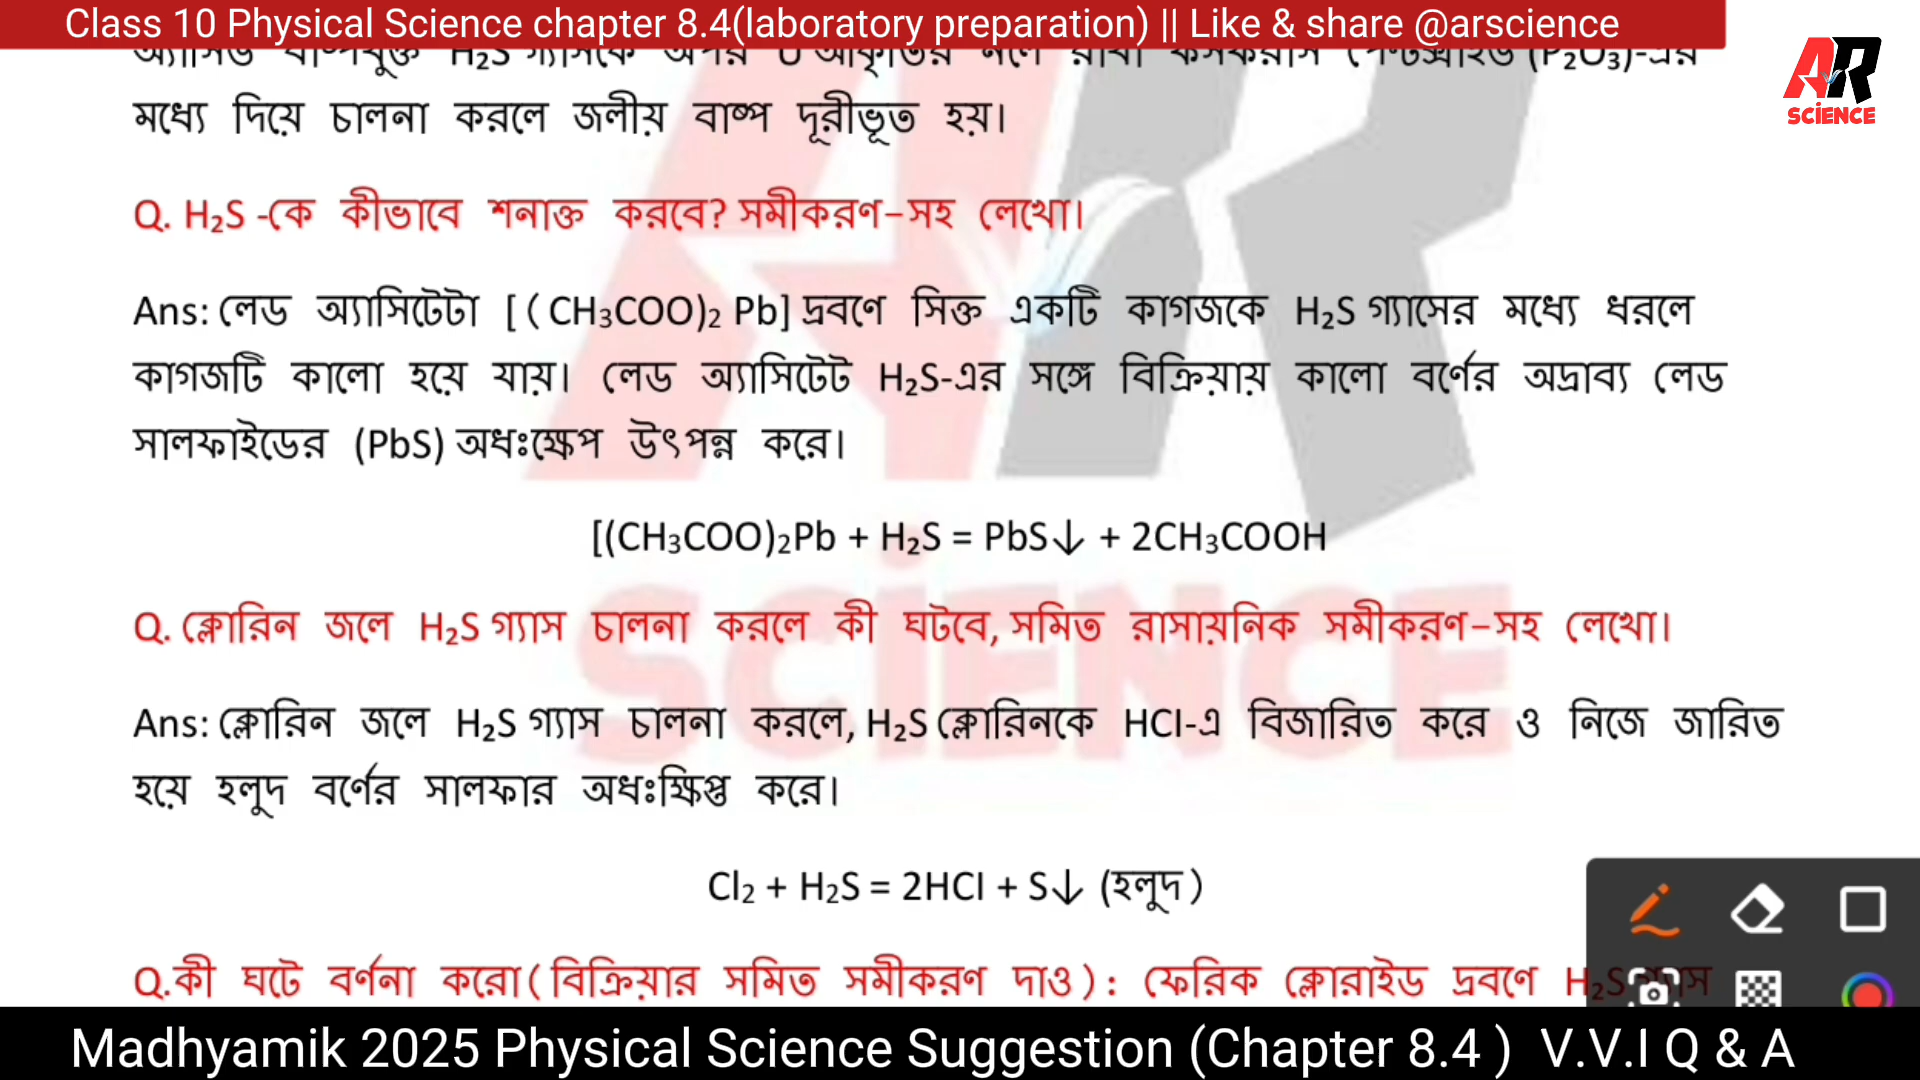 Class 10 Physical Science chapter 8.4(laboratory preparation) || Like & share @arscience
AR
SCIENCE
H₂S (P₂O₃)-এর
মধ্যে দিয়ে চালনা করলে জলীয় বাষ্প দূরীভূত হয়।
Q. H₂S -কে কীভাবে শনাক্ত করবে? সমীকরণ-সহ লেখো।
Ans: লেড অ্যাসিটেটা [ ( CH₃COO)₂ Pb] দ্রবণে সিক্ত একটি কাগজকে H₂S গ্যাসের মধ্যে ধরলে
কাগজটি কালো হয়ে যায়। লেড অ্যাসিটেট H₂S-এর সঙ্গে বিক্রিয়ায় কালো বর্ণের অদ্রাব্য লেড
সালফাইডের (PbS) অধঃক্ষেপ উৎপন্ন করে।
[(CH₃COO)₂Pb + H₂S = PbS↓ + 2CH₃COOH
Q. ক্লোরিন জলে H₂S গ্যাস চালনা করলে কী ঘটবে, সমিত রাসায়নিক সমীকরণ-সহ লেখো।
Ans: ক্লোরিন জলে H₂S গ্যাস চালনা করলে, H₂S ক্লোরিনকে HCl-এ বিজারিত করে ও নিজে জারিত
হয়ে হলুদ বর্ণের সালফার অধঃক্ষিপ্ত করে।
Cl₂ + H₂S = 2HCl + S↓ (হলুদ )
Q.কী ঘটে বর্ণনা করো( বিক্রিয়ার সমিত সমীকরণ দাও ) : ফেরিক ক্লোরাইড দ্রবণে H₂S গ্যাস
Madhyamik 2025 Physical Science Suggestion (Chapter 8.4 ) V.V.I Q & A